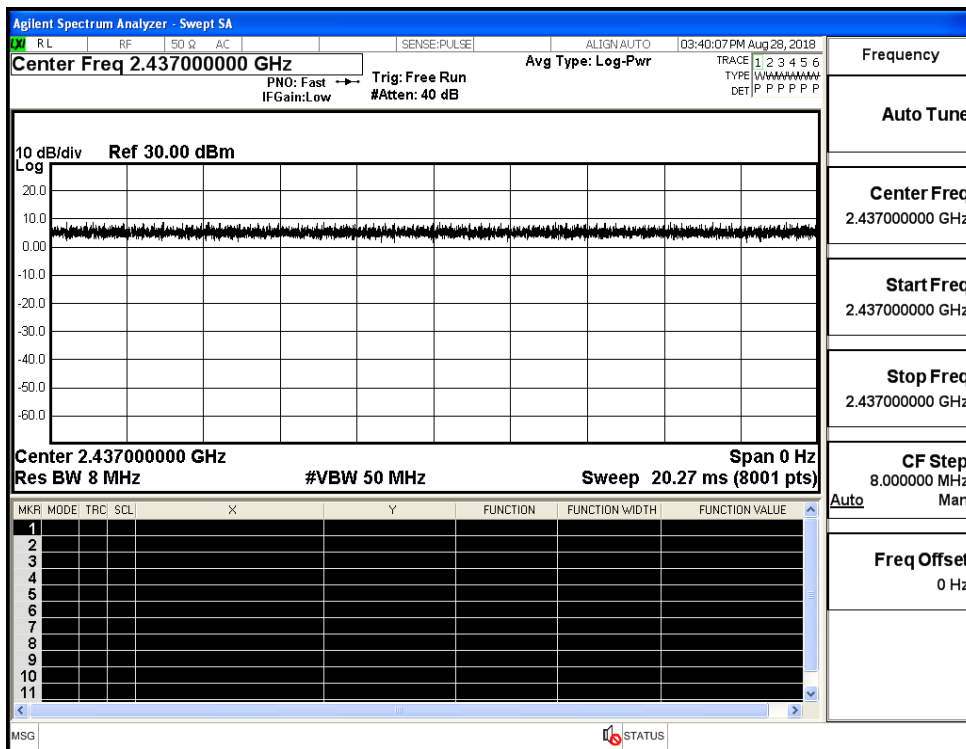 Agilent Spectrum Analyzer - Swept SA
LXI RL RF 50 Ω AC SENSE:PULSE ALIGN AUTO 03:40:07 PM Aug 28, 2018
Center Freq 2.437000000 GHz
Avg Type: Log-Pwr
TRACE 1 2 3 4 5 6
PNO: Fast
Trig: Free Run
TYPE WWWWWW
IFGain:Low
#Atten: 40 dB
DET P P P P P P
10 dB/div Ref 30.00 dBm
Log
20.0
10.0
0.00
-10.0
-20.0
-30.0
-40.0
-50.0
-60.0
Center 2.437000000 GHz Span 0 Hz
Res BW 8 MHz #VBW 50 MHz Sweep 20.27 ms (8001 pts)
MKR MODE TRC SCL X Y FUNCTION FUNCTION WIDTH FUNCTION VALUE
1
2
3
4
5
6
7
8
9
10
11
MSG STATUS
Frequency
Auto Tune
Center Freq
2.437000000 GHz
Start Freq
2.437000000 GHz
Stop Freq
2.437000000 GHz
CF Step
8.000000 MHz
Auto Man
Freq Offset
0 Hz